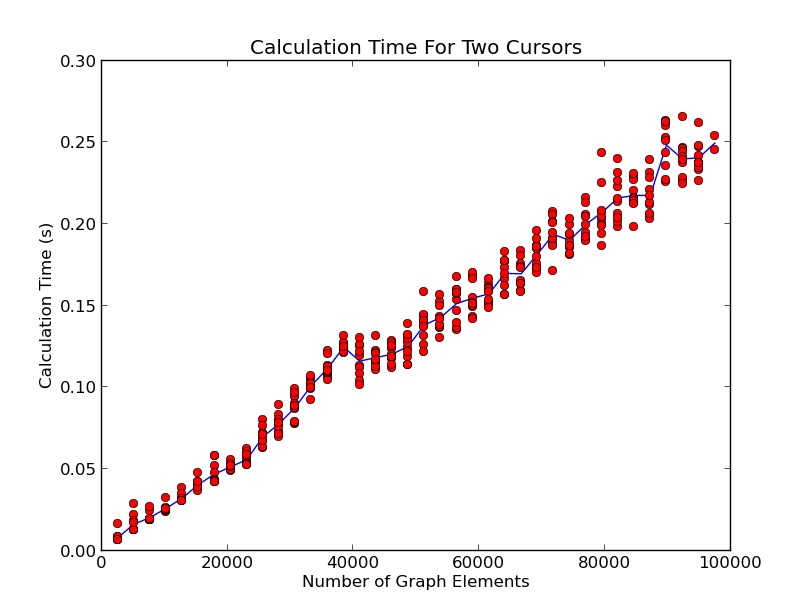 Calculation Time For Two Cursors
0.30
0.25
0.20
0.15
0.10
0.05
0.00
Calculation Time (s)
0 20000 40000 60000 80000 100000
Number of Graph Elements